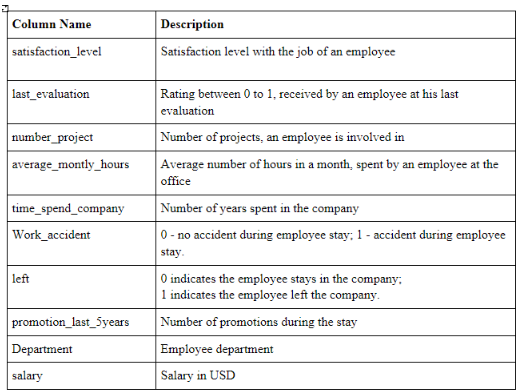 Column Name Description
satisfaction_level Satisfaction level with the job of an employee
last_evaluation Rating between 0 to 1, received by an employee at his last
evaluation
number_project Number of projects, an employee is involved in
average_montly_hours Average number of hours in a month, spent by an employee at the
office
time_spend_company Number of years spent in the company
Work_accident 0 - no accident during employee stay; 1 - accident during employee
stay.
left 0 indicates the employee stays in the company;
1 indicates the employee left the company.
promotion_last_5years Number of promotions during the stay
Department Employee department
salary Salary in USD